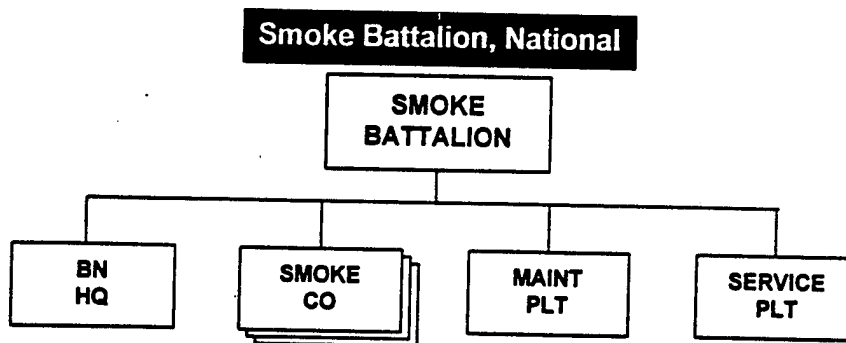 Smoke Battalion, National
SMOKE
BATTALION
BN
HQ
SMOKE
CO
MAINT
PLT
SERVICE
PLT